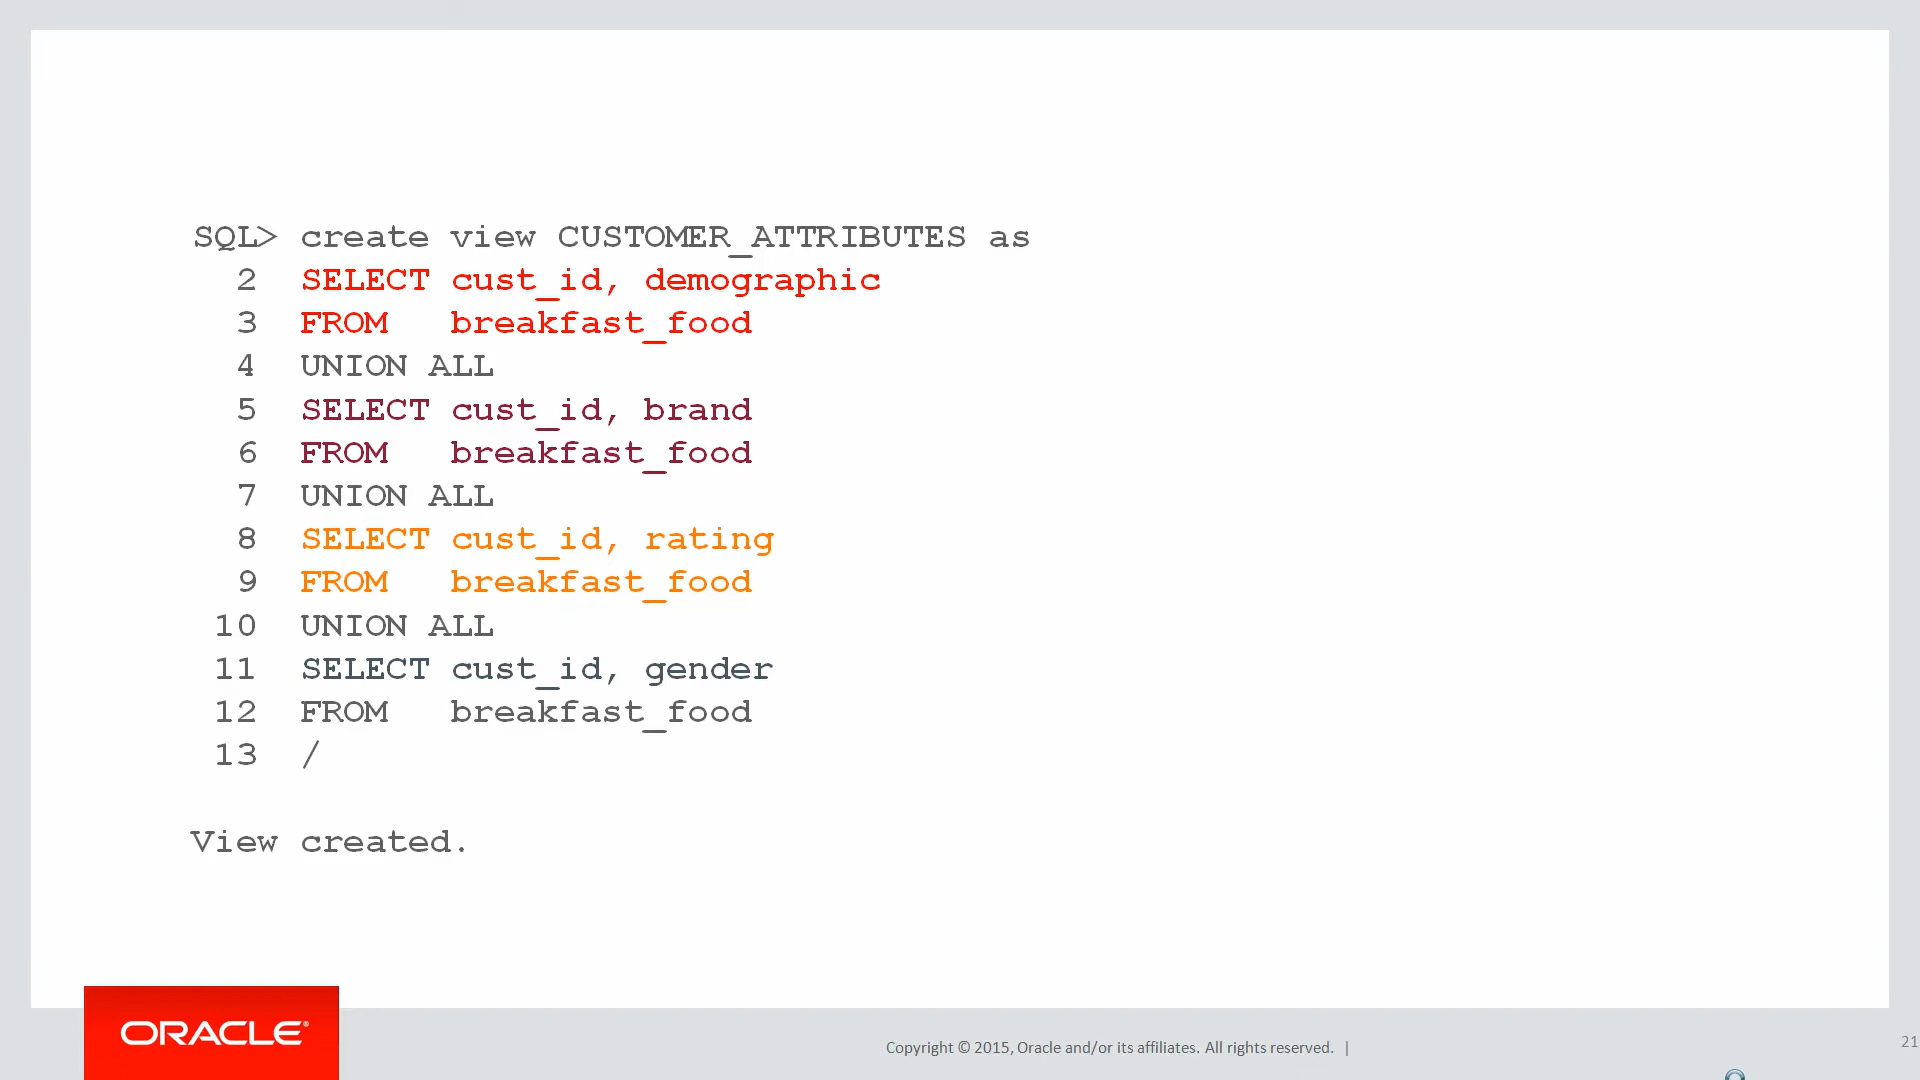 SQL> create view CUSTOMER_ATTRIBUTES as
2 SELECT cust_id, demographic
3 FROM breakfast_food
4 UNION ALL
5 SELECT cust_id, brand
6 FROM breakfast_food
7 UNION ALL
8 SELECT cust_id, rating
9 FROM breakfast_food
10 UNION ALL
11 SELECT cust_id, gender
12 FROM breakfast_food
13 /
View created.
ORACLE®
Copyright © 2015, Oracle and/or its affiliates. All rights reserved. |
21